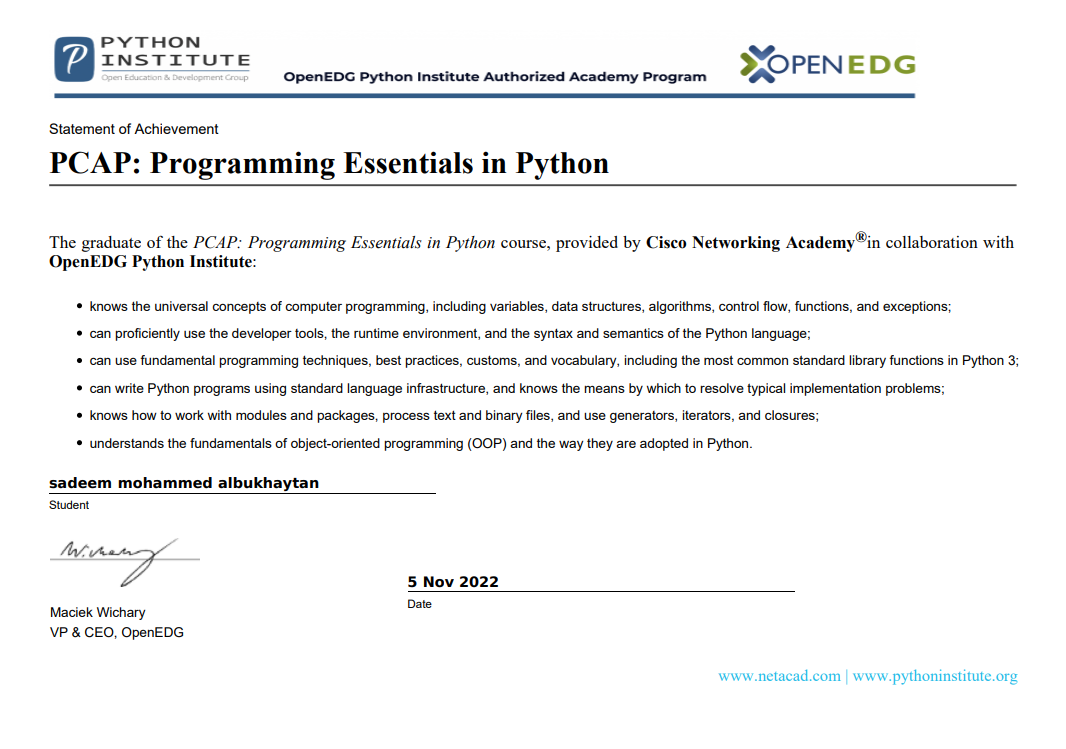 PYTHON
INSTITUTE
Open Education & Development Group
OpenEDG Python Institute Authorized Academy Program
OPENEDG
Statement of Achievement
PCAP: Programming Essentials in Python
The graduate of the PCAP: Programming Essentials in Python course, provided by Cisco Networking Academy®in collaboration with
OpenEDG Python Institute:
• knows the universal concepts of computer programming, including variables, data structures, algorithms, control flow, functions, and exceptions;
• can proficiently use the developer tools, the runtime environment, and the syntax and semantics of the Python language;
• can use fundamental programming techniques, best practices, customs, and vocabulary, including the most common standard library functions in Python 3;
• can write Python programs using standard language infrastructure, and knows the means by which to resolve typical implementation problems;
• knows how to work with modules and packages, process text and binary files, and use generators, iterators, and closures;
• understands the fundamentals of object-oriented programming (OOP) and the way they are adopted in Python.
sadeem mohammed albukhaytan
Student
W.Wichary
5 Nov 2022
Date
Maciek Wichary
VP & CEO, OpenEDG
www.netacad.com | www.pythoninstitute.org